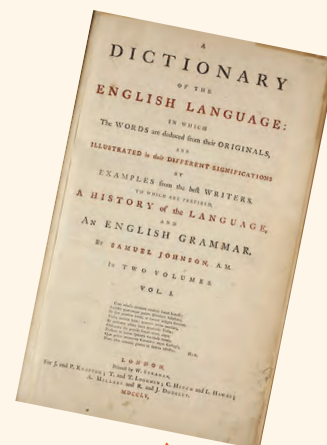 A
DICTIONARY
OF THE
ENGLISH LANGUAGE:
IN WHICH
The WORDS are deduced from their ORIGINALS,
AND
ILLUSTRATED in their DIFFERENT SIGNIFICATIONS
BY
EXAMPLES from the best WRITERS.
TO WHICH ARE PREFIXED,
A HISTORY of the LANGUAGE,
AND
AN ENGLISH GRAMMAR.
BY SAMUEL JOHNSON, A.M.
IN TWO VOLUMES.
VOL. I.
HOR.
LONDON,
Printed by W. STRAHAN,
For J. and P. KNAPTON; T. and T. LONGMAN; C. HITCH and L. HAWES;
A. MILLAR; and R. and J. DODSLEY.
MDCCLV.